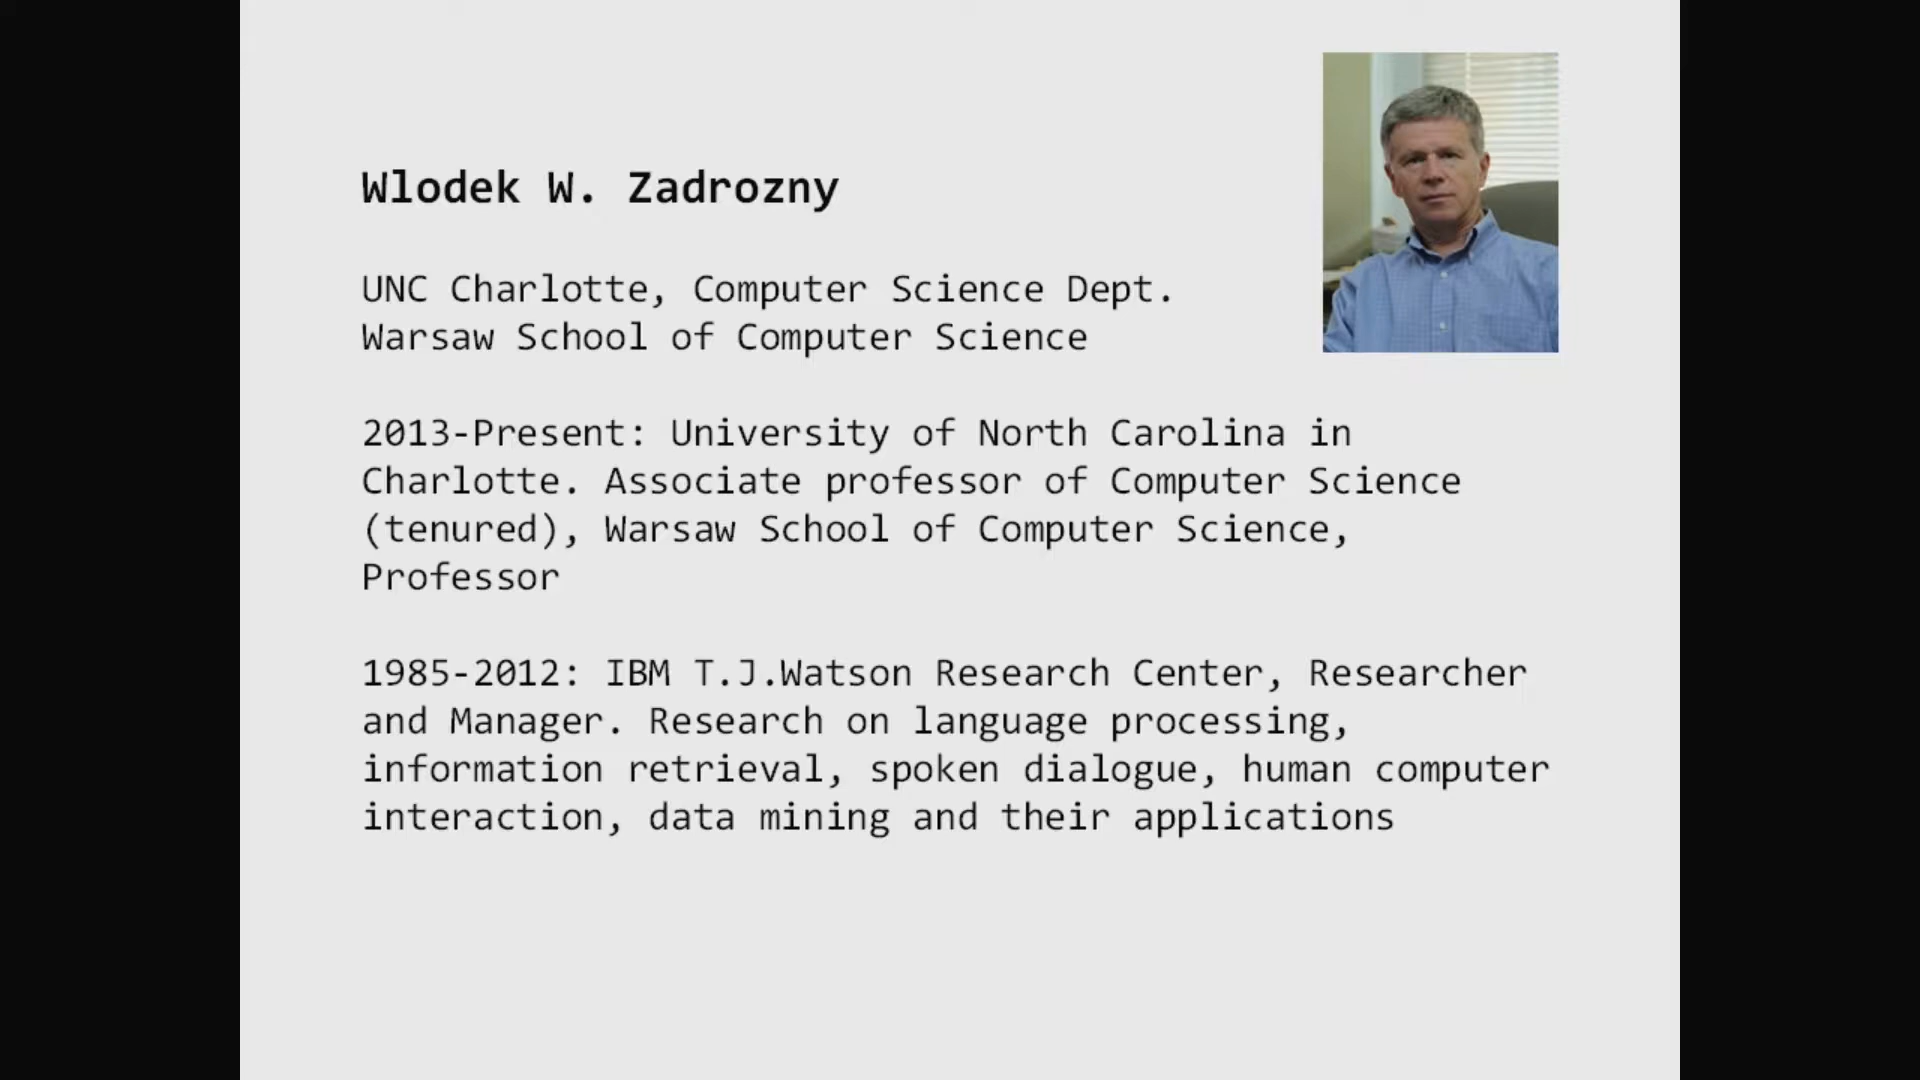 Wlodek W. Zadrozny
UNC Charlotte, Computer Science Dept.
Warsaw School of Computer Science
2013-Present: University of North Carolina in
Charlotte. Associate professor of Computer Science
(tenured), Warsaw School of Computer Science,
Professor
1985-2012: IBM T.J.Watson Research Center, Researcher
and Manager. Research on language processing,
information retrieval, spoken dialogue, human computer
interaction, data mining and their applications